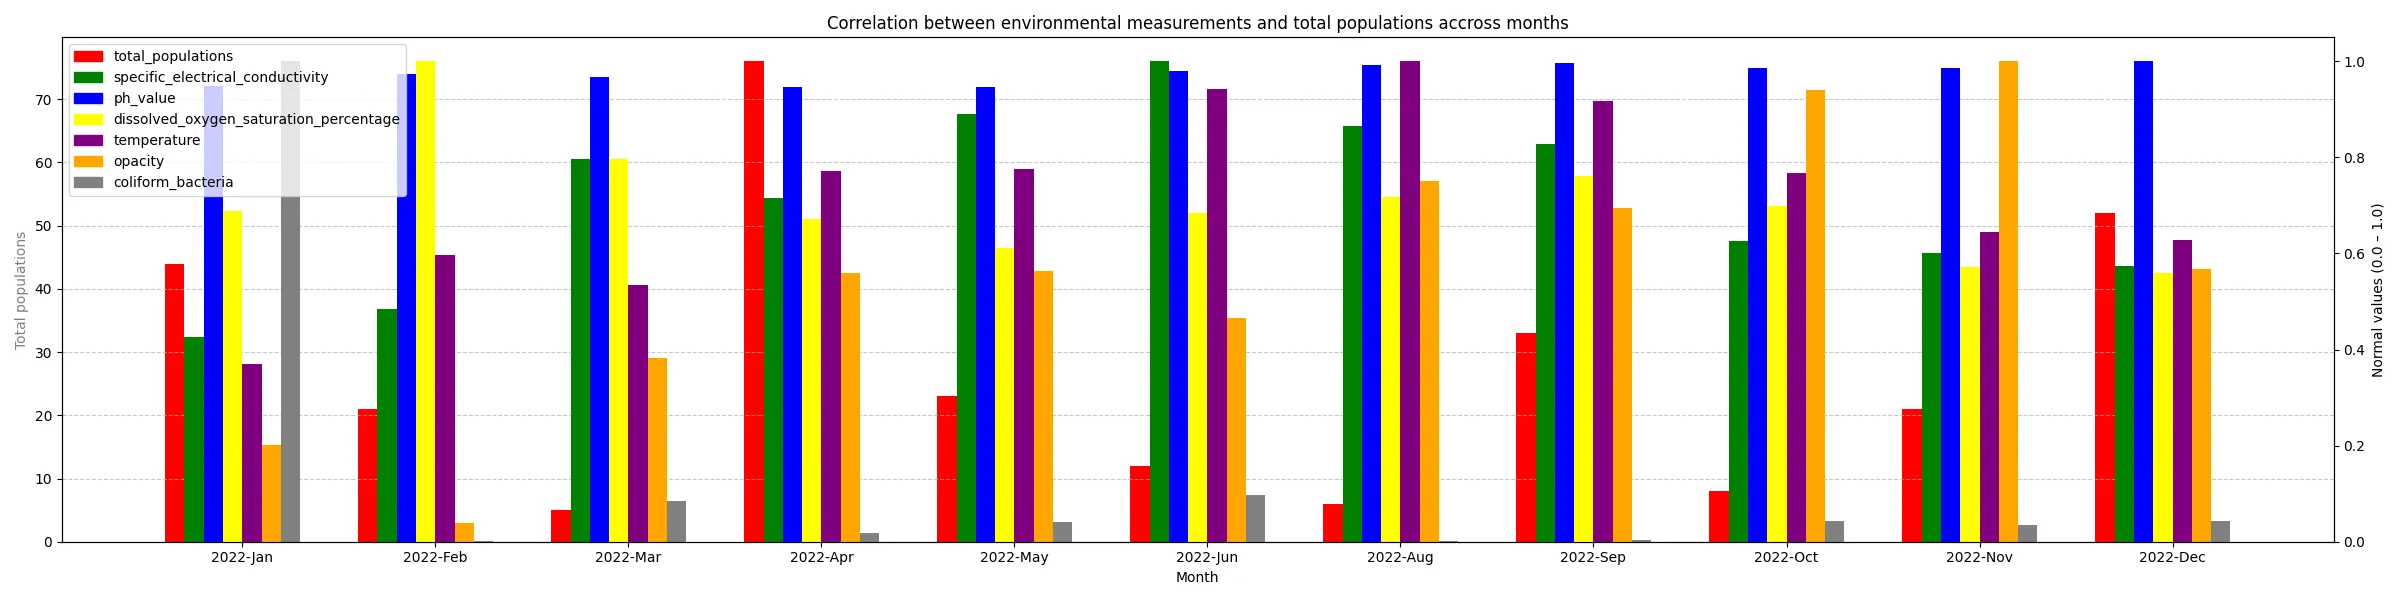 Correlation between environmental measurements and total populations accross months
total_populations
specific_electrical_conductivity
ph_value
dissolved_oxygen_saturation_percentage
temperature
opacity
coliform_bacteria
Total populations
70
60
50
40
30
20
10
0
1.0
0.8
0.6
0.4
0.2
0.0
Normal values (0.0 – 1.0)
2022-Jan 2022-Feb 2022-Mar 2022-Apr 2022-May 2022-Jun 2022-Aug 2022-Sep 2022-Oct 2022-Nov 2022-Dec
Month